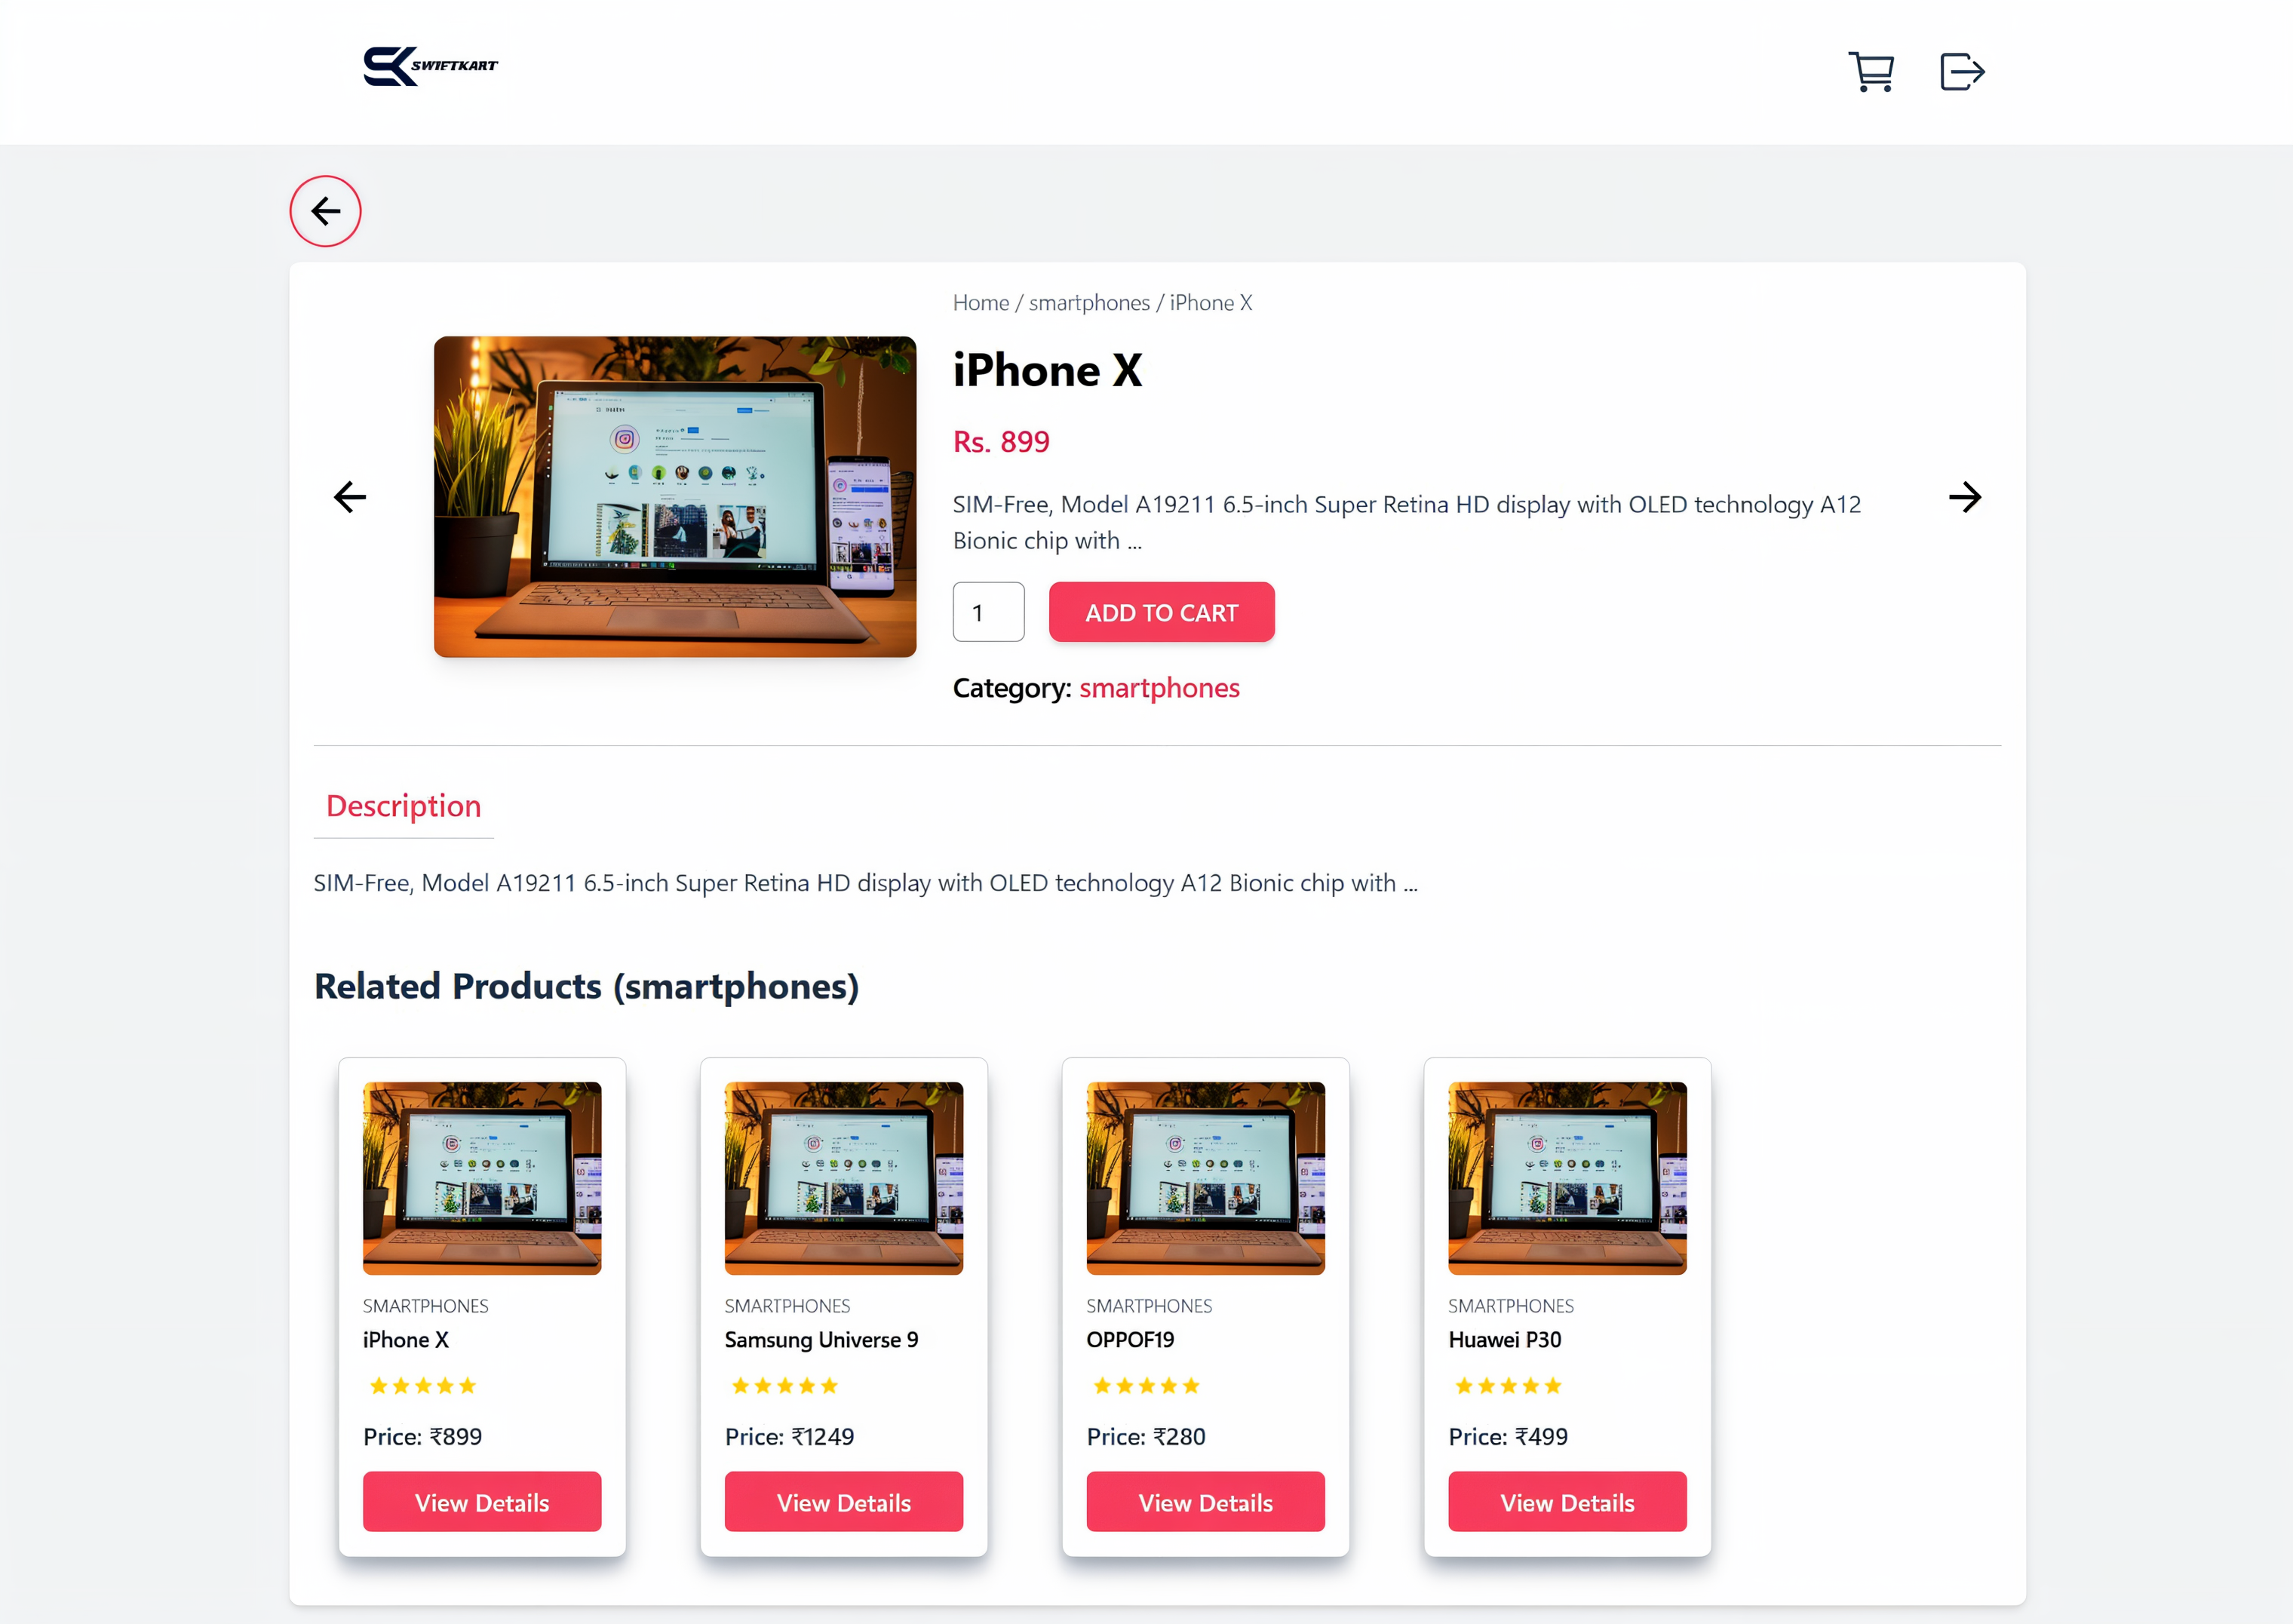 SK SWIFTKART
Home / smartphones / iPhone X
iPhone X
Rs. 899
SIM-Free, Model A19211 6.5-inch Super Retina HD display with OLED technology A12
Bionic chip with ...
1
ADD TO CART
Category: smartphones
Description
SIM-Free, Model A19211 6.5-inch Super Retina HD display with OLED technology A12 Bionic chip with ...
Related Products (smartphones)
SMARTPHONES
iPhone X
Price: ₹899
View Details
SMARTPHONES
Samsung Universe 9
Price: ₹1249
View Details
SMARTPHONES
OPPOF19
Price: ₹280
View Details
SMARTPHONES
Huawei P30
Price: ₹499
View Details